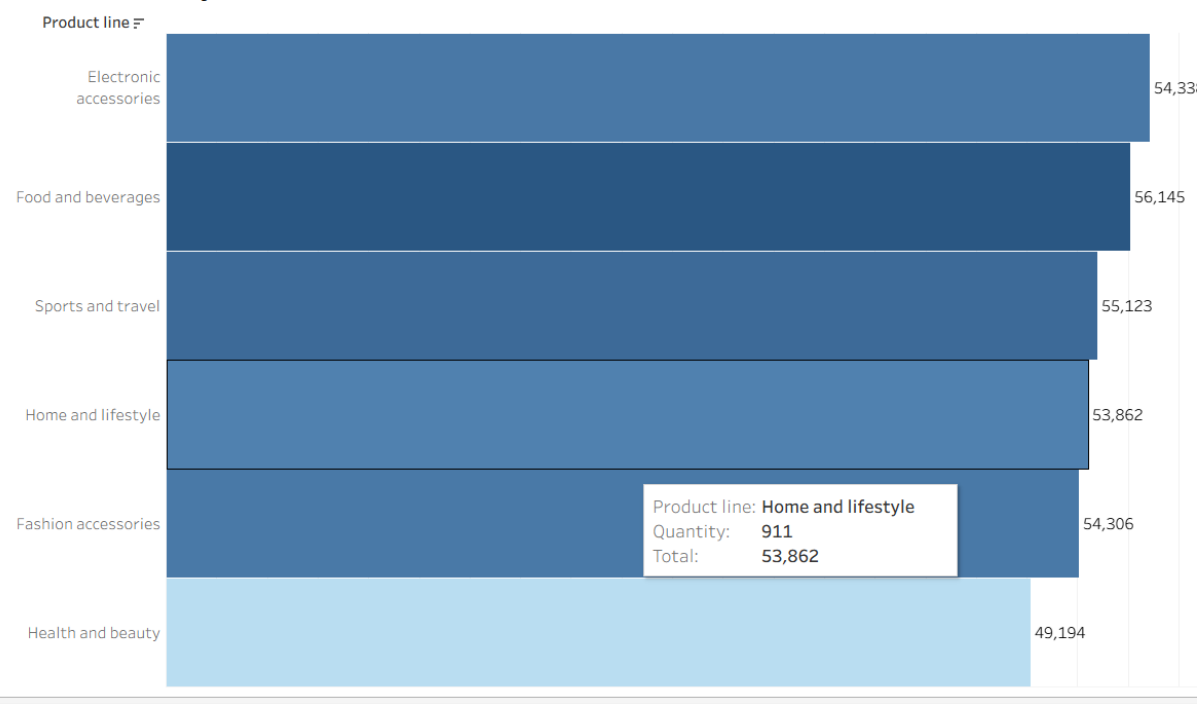 Product line
Electronic
accessories
54,338
Food and beverages
56,145
Sports and travel
55,123
Home and lifestyle
53,862
Fashion accessories
54,306
Product line: Home and lifestyle
Quantity: 911
Total: 53,862
Health and beauty
49,194